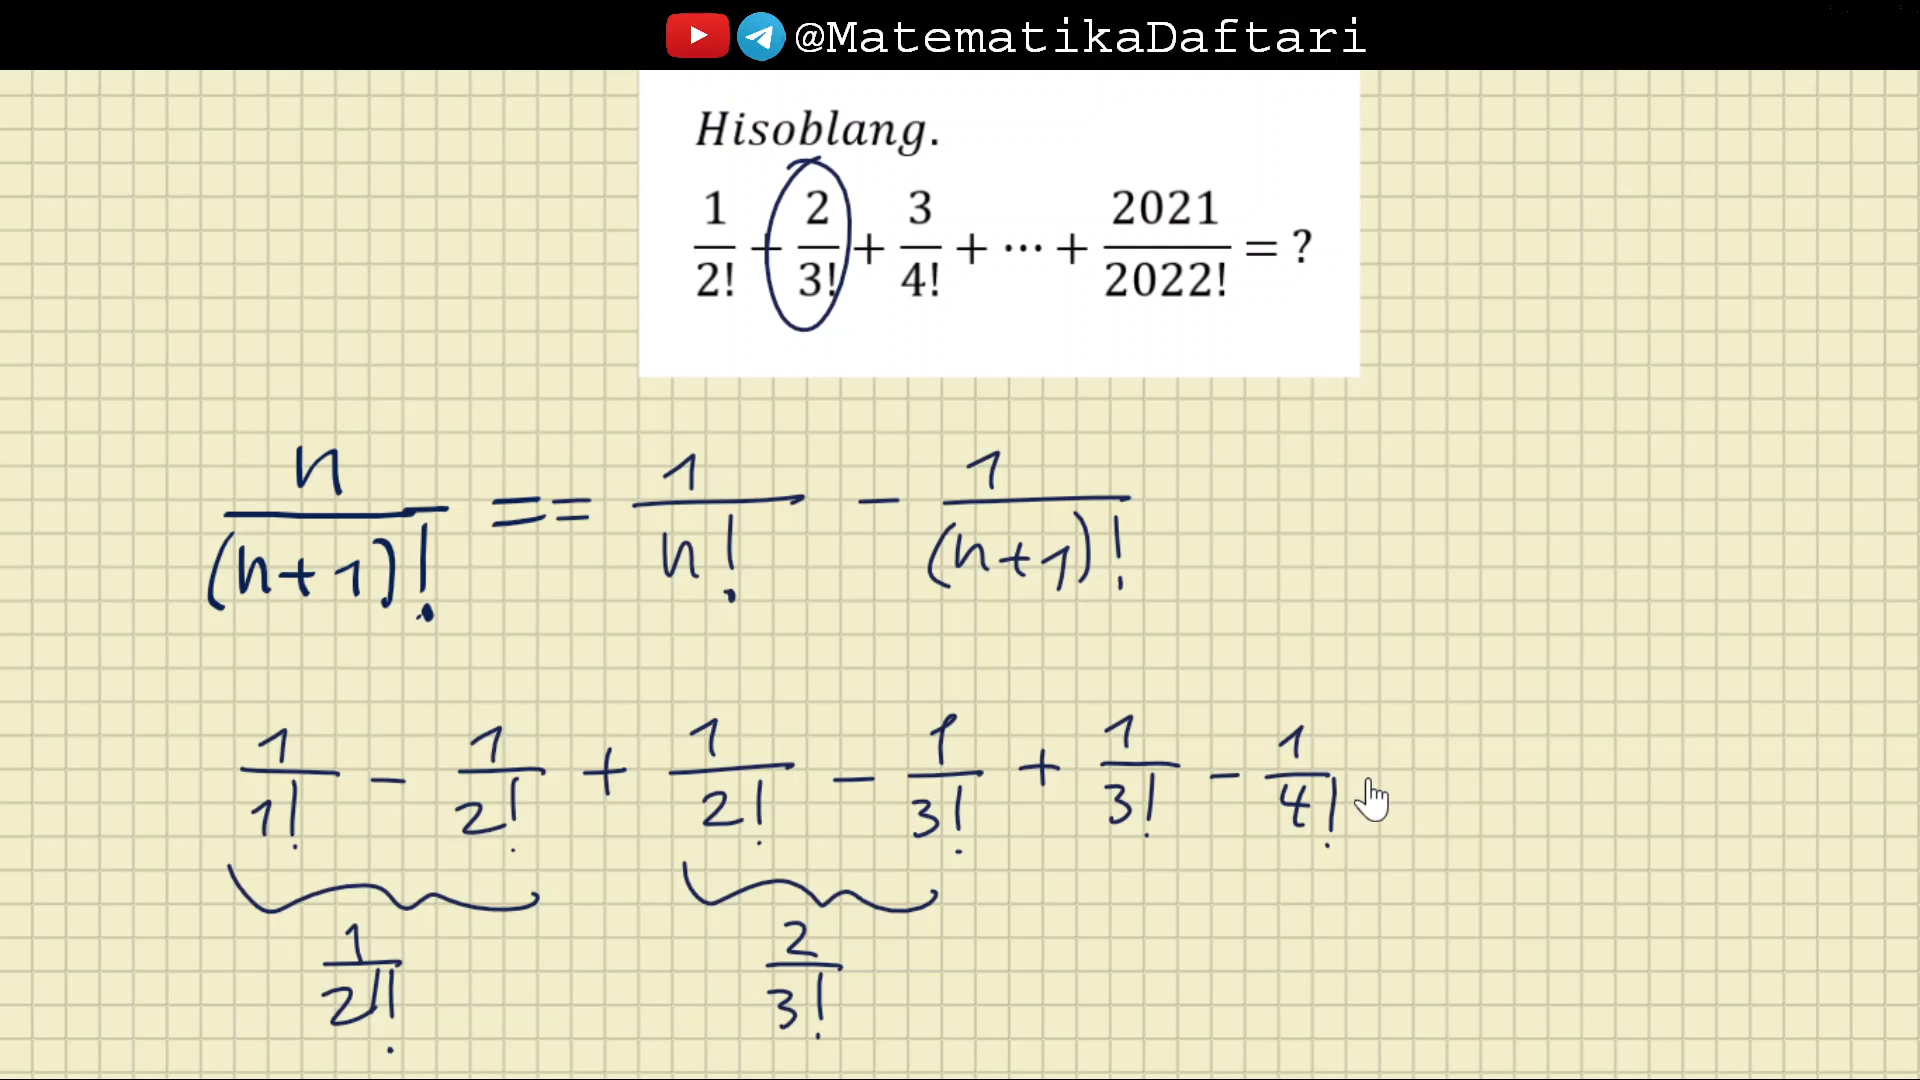 @MatematikaDaftari
Hisoblang.
1/2! + 2/3! + 3/4! + ⋯ + 2021/2022! = ?
n/(n+1)! == 1/n! − 1/(n+1)!
1/1! − 1/2! + 1/2! − 1/3! + 1/3! − 1/4!
1/2! 2/3!